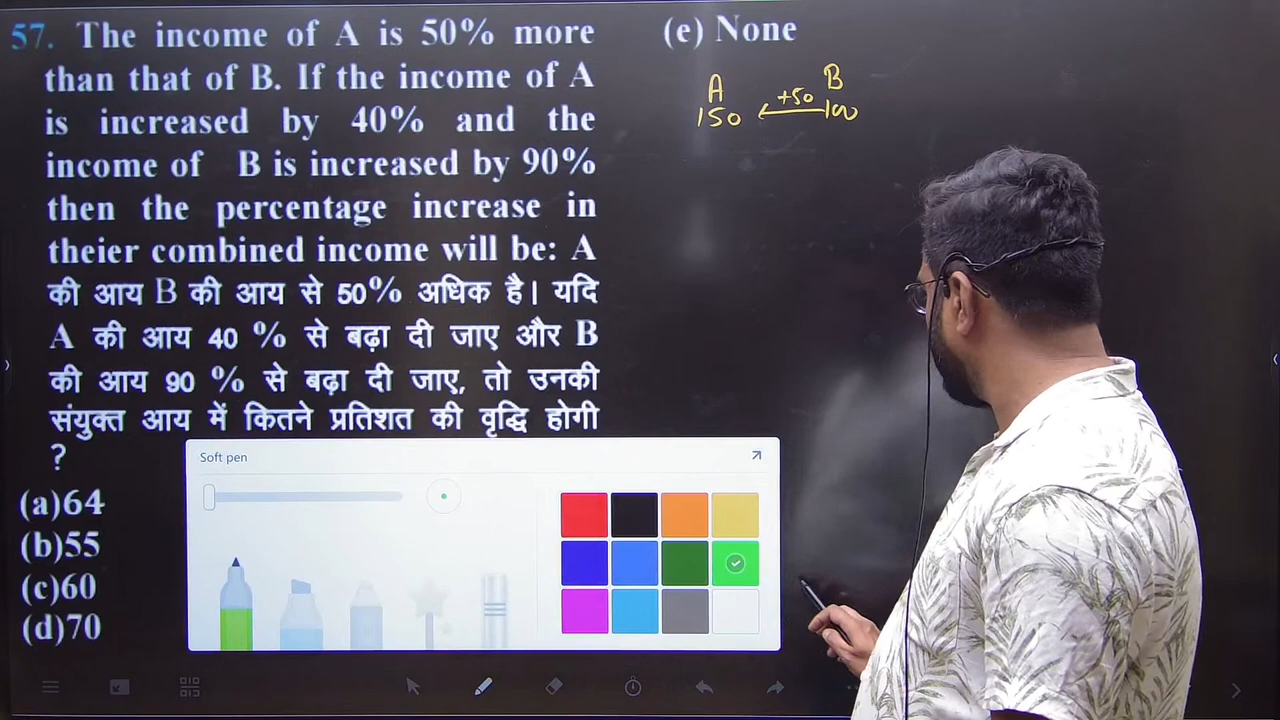 57. The income of A is 50% more
than that of B. If the income of A
is increased by 40% and the
income of B is increased by 90%
then the percentage increase in
theier combined income will be: A
की आय B की आय से 50% अधिक है। यदि
A की आय 40 % से बढ़ा दी जाए और B
की आय 90 % से बढ़ा दी जाए, तो उनकी
संयुक्त आय में कितने प्रतिशत की वृद्धि होगी
?
(a)64
(b)55
(c)60
(d)70
(e) None
A B
150 +50 100
Soft pen